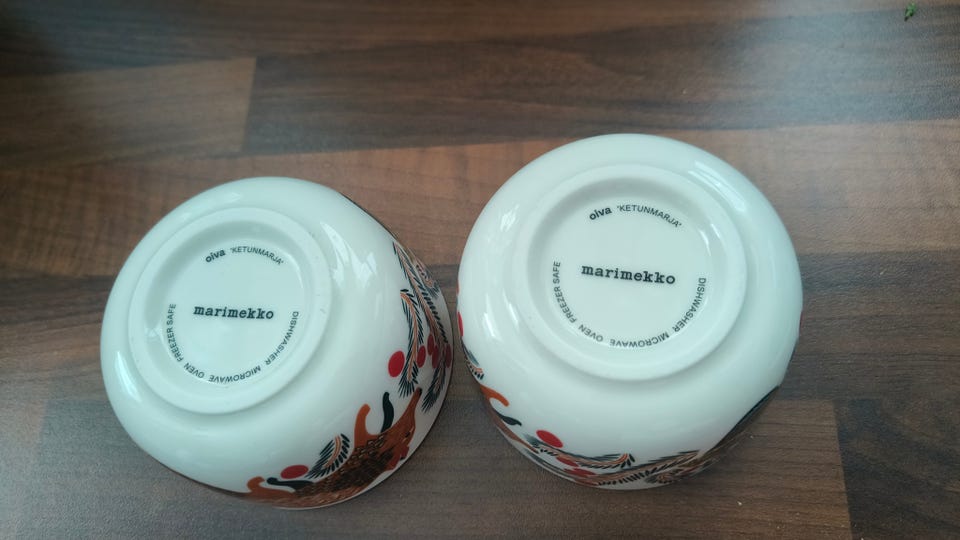 oiva 'KETUNMARJA'
marimekko
DISHWASHER MICROWAVE OVEN FREEZER SAFE
oiva 'KETUNMARJA'
marimekko
DISHWASHER MICROWAVE OVEN FREEZER SAFE